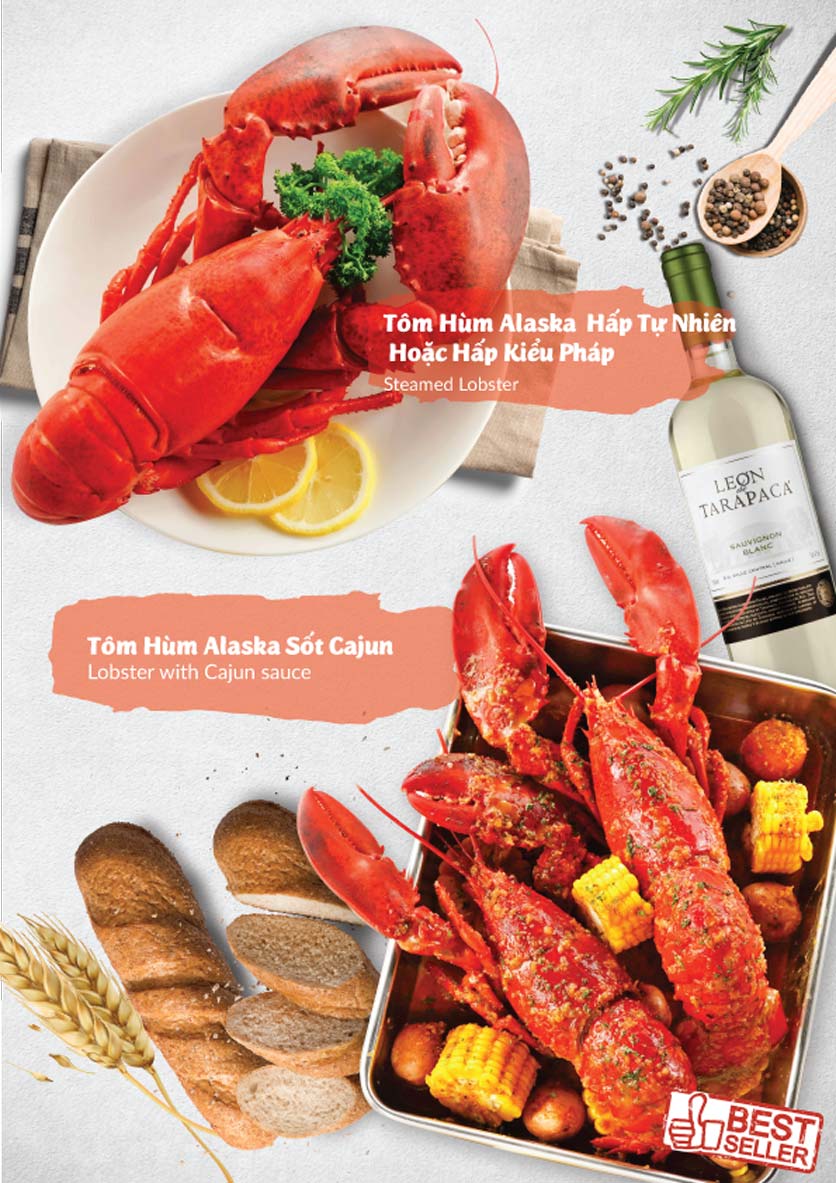 Tôm Hùm Alaska Hấp Tự Nhiên
Hoặc Hấp Kiểu Pháp
Steamed Lobster
LEON
de
TARAPACA
SAUVIGNON
BLANC
Tôm Hùm Alaska Sốt Cajun
Lobster with Cajun sauce
BEST
SELLER